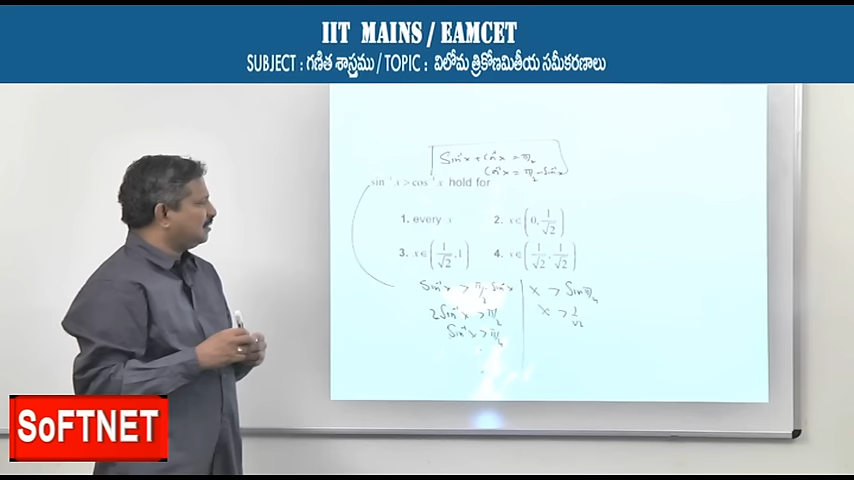 IIT MAINS / EAMCET
SUBJECT : గణిత శాస్త్రము / TOPIC : విలోమ త్రికోణమితీయ సమీకరణాలు
Sin⁻¹x + Cos⁻¹x = π/2
Cos⁻¹x = π/2 - Sin⁻¹x
sin⁻¹ x > cos⁻¹ x hold for
1. every x
2. x ∈ (0, 1/√2)
3. x ∈ (1/√2, 1)
4. x ∈ (1/√2, 1/√2)
Sin⁻¹x > π/2 - Sin⁻¹x
2Sin⁻¹x > π/2
Sin⁻¹x > π/4
x > Sin π/4
x > 1/√2
SoFTNET